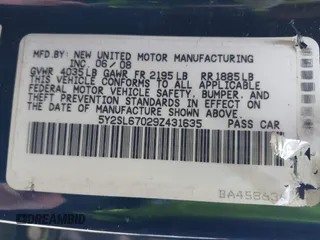 MFD.BY: NEW UNITED MOTOR MANUFACTURING
INC. 06/08
GVWR 4035LB GAWR FR 2195LB RR 1885LB
THIS VEHICLE CONFORMS TO ALL APPLICABLE
FEDERAL MOTOR VEHICLE SAFETY, BUMPER, AND
THEFT PREVENTION STANDARDS IN EFFECT ON
THE DATE OF MANUFACTURE SHOWN ABOVE.
5Y2SL67029Z431635 PASS CAR
DREAMBID